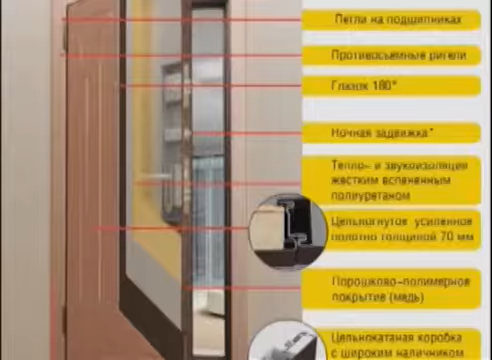 Петли на подшипниках
Противосъемные ригели
Глазок 180°
Ночная задвижка*
Тепло- и звукоизоляция
жестким вспененным
полиуретаном
Цельногнутое усиленное
полотно толщиной 70 мм
Порошково-полимерное
покрытие (медь)
Цельнокатаная коробка
с широким наличником